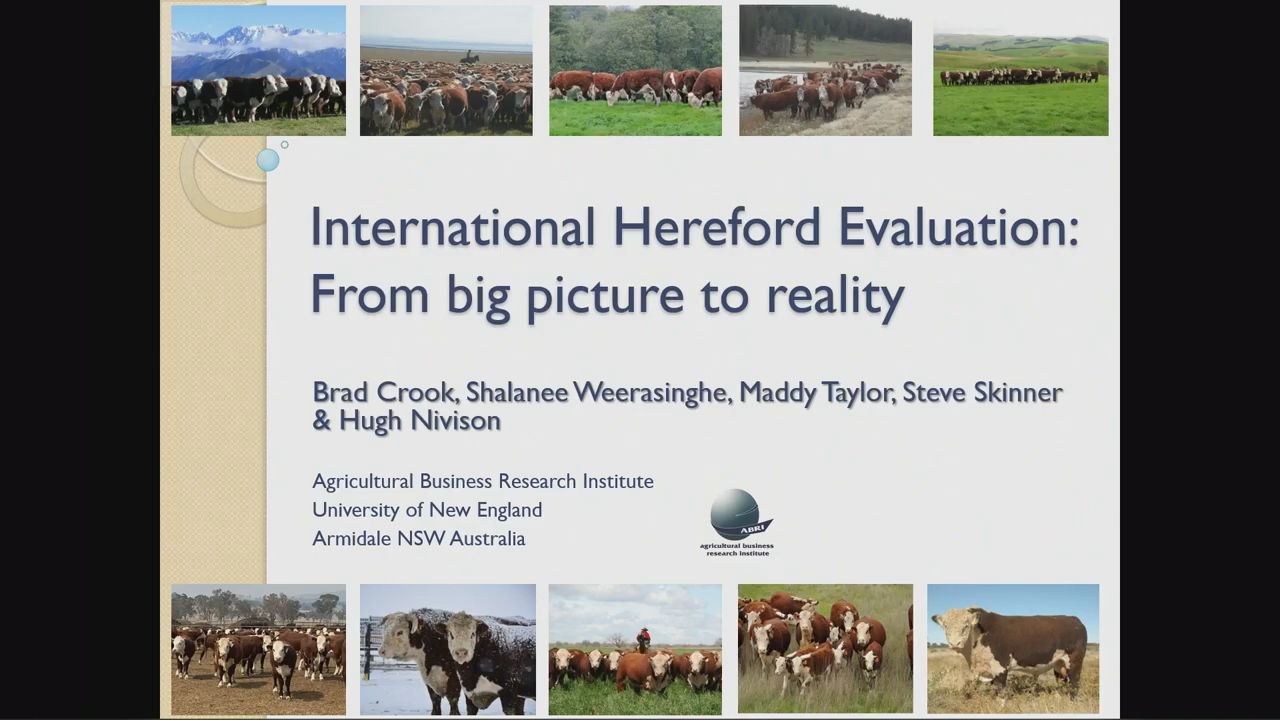 International Hereford Evaluation:
From big picture to reality
Brad Crook, Shalanee Weerasinghe, Maddy Taylor, Steve Skinner
& Hugh Nivison
Agricultural Business Research Institute
University of New England
Armidale NSW Australia
ABRI
agricultural business
research institute